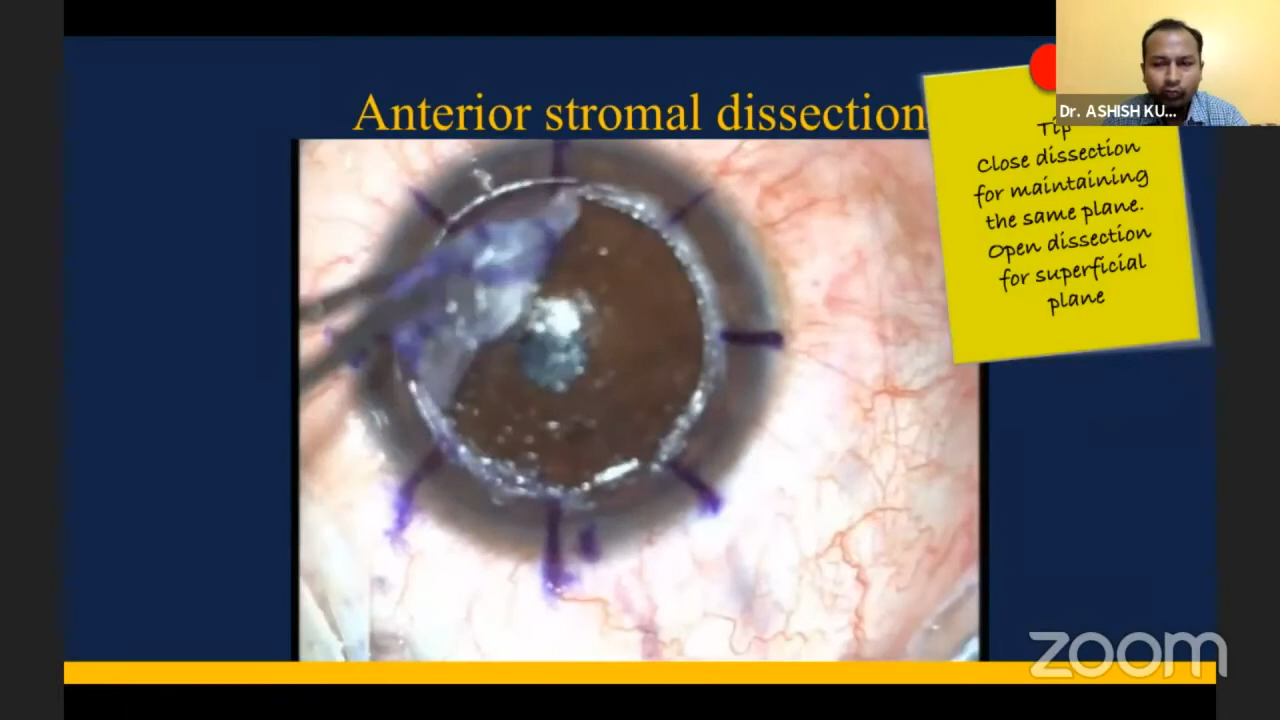 Anterior stromal dissection
Dr. ASHISH KU...
Tip
Close dissection
for maintaining
the same plane.
Open dissection
for superficial
plane
zoom